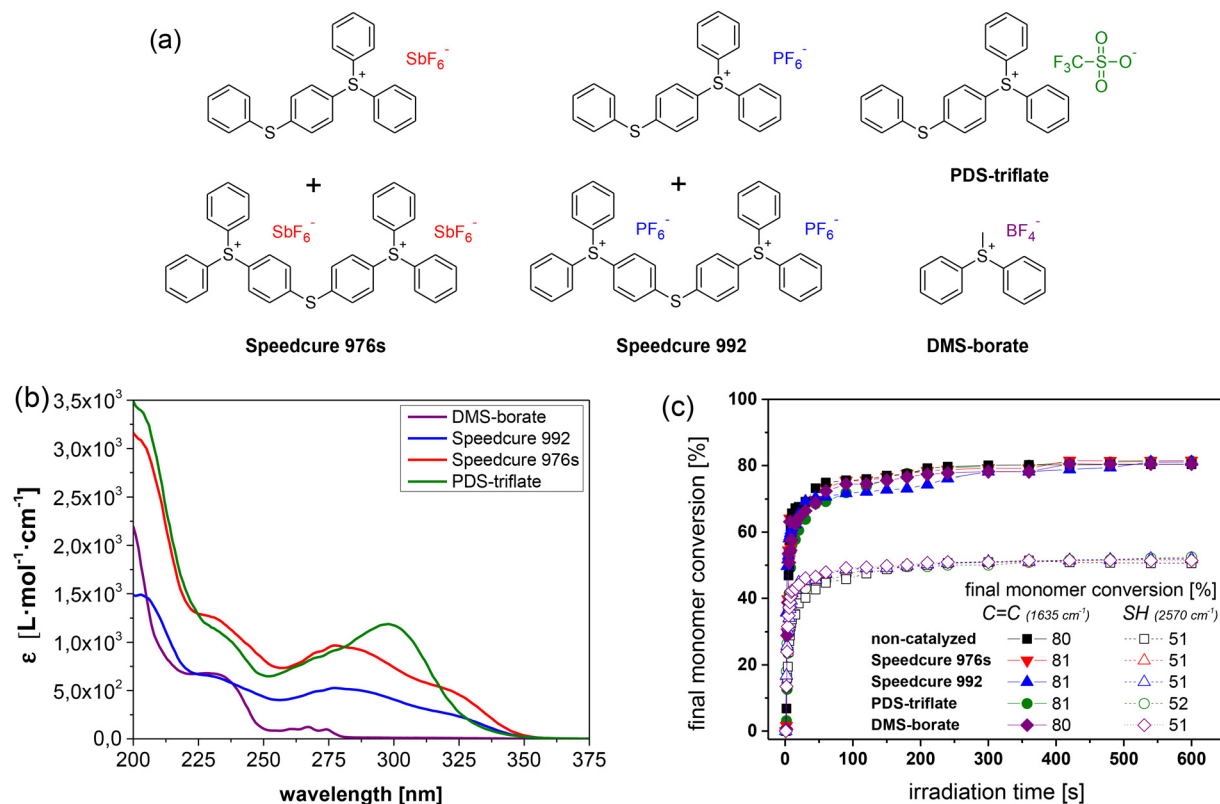 (a)
SbF6-
PF6-
F3C S O-
O
O
S+
S
S+
S
S+
S
+
+
PDS-triflate
SbF6-
SbF6-
PF6-
PF6-
BF4-
S+
S+
S
S+
S+
S
S+
Speedcure 976s
Speedcure 992
DMS-borate
(b)
ε [L·mol-1·cm-1]
3,5x10³
3,0x10³
2,5x10³
2,0x10³
1,5x10³
1,0x10³
5,0x10²
0,0
200 225 250 275 300 325 350 375
wavelength [nm]
DMS-borate
Speedcure 992
Speedcure 976s
PDS-triflate
(c)
final monomer conversion [%]
100
80
60
40
20
0
0 100 200 300 400 500 600
irradiation time [s]
final monomer conversion [%]
C=C (1635 cm-1) SH (2570 cm-1)
non-catalyzed 80 51
Speedcure 976s 81 51
Speedcure 992 81 51
PDS-triflate 81 52
DMS-borate 80 51